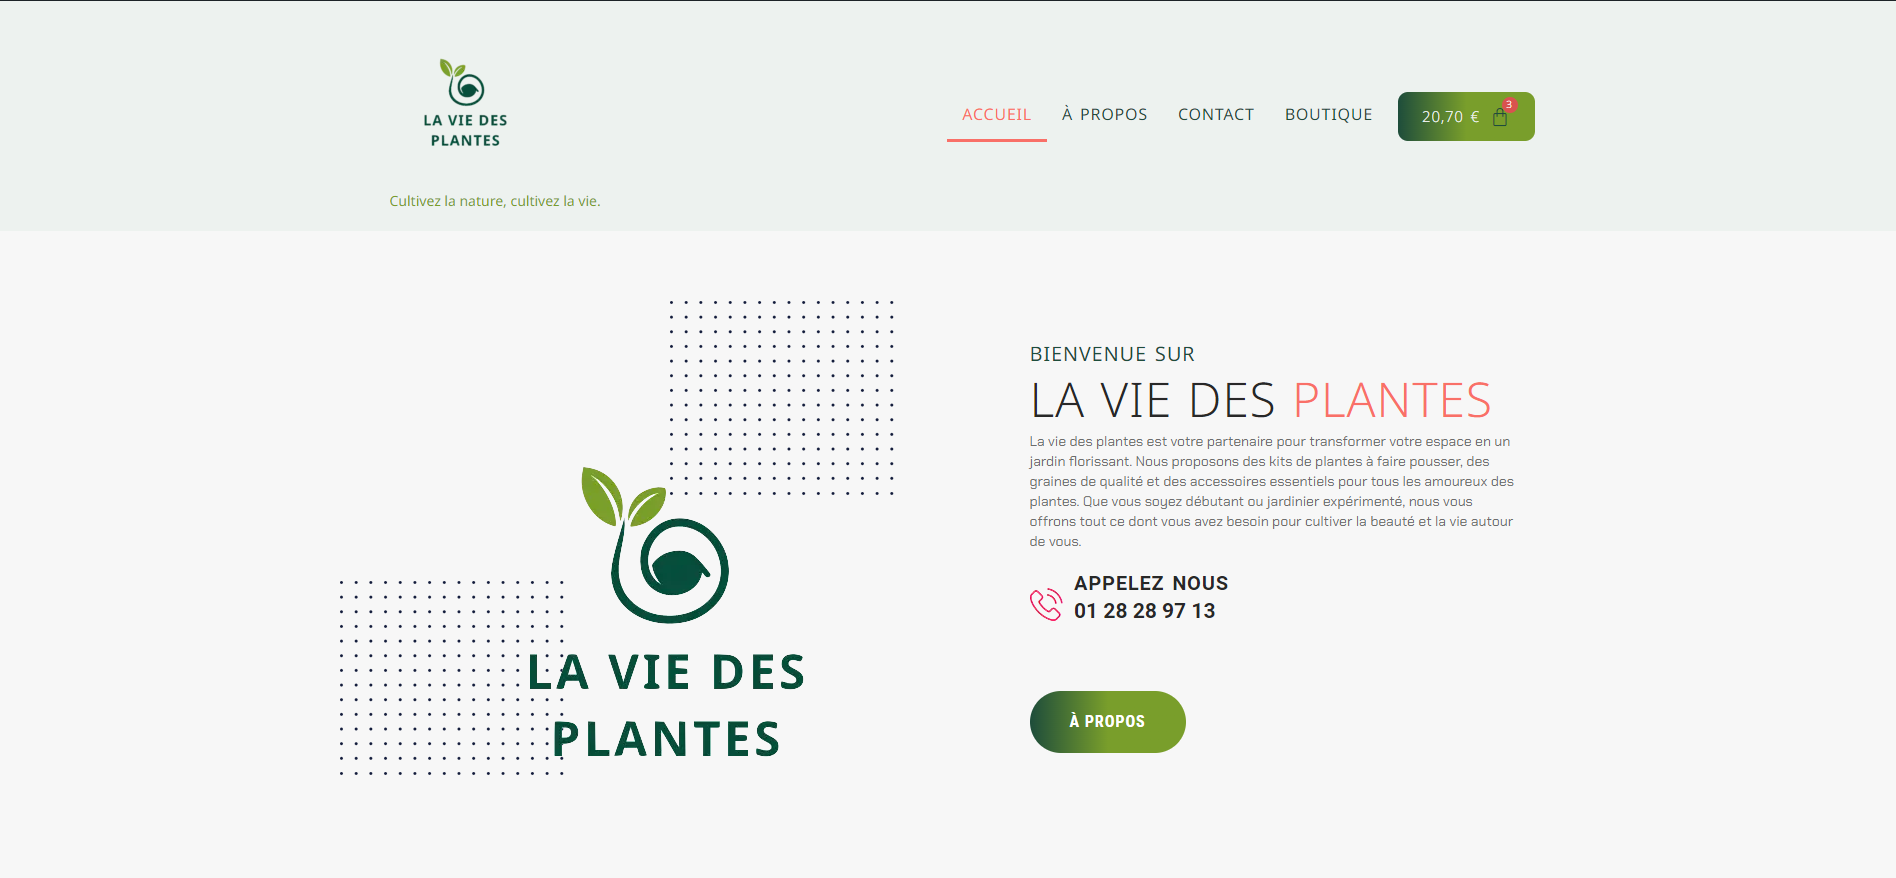 LA VIE DES
PLANTES
Cultivez la nature, cultivez la vie.
ACCUEIL
À PROPOS
CONTACT
BOUTIQUE
20,70 €
3
LA VIE DES
PLANTES
BIENVENUE SUR
LA VIE DES PLANTES
La vie des plantes est votre partenaire pour transformer votre espace en un
jardin florissant. Nous proposons des kits de plantes à faire pousser, des
graines de qualité et des accessoires essentiels pour tous les amoureux des
plantes. Que vous soyez débutant ou jardinier expérimenté, nous vous
offrons tout ce dont vous avez besoin pour cultiver la beauté et la vie autour
de vous.
APPELEZ NOUS
01 28 28 97 13
À PROPOS